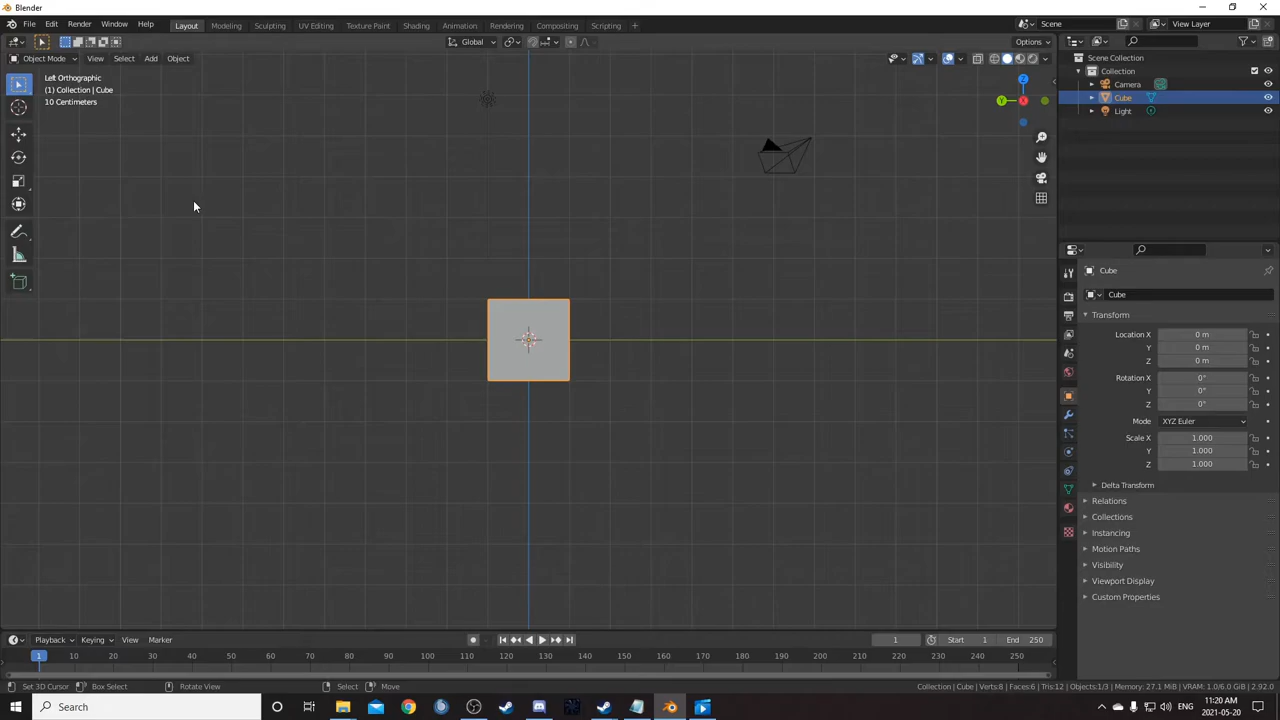 Blender
File Edit Render Window Help Layout Modeling Sculpting UV Editing Texture Paint Shading Animation Rendering Compositing Scripting + Scene View Layer
Global Options
Object Mode View Select Add Object
Left Orthographic
(1) Collection | Cube
10 Centimeters
Z
Y X
Scene Collection
Collection
Camera
Cube
Light
Cube
Cube
Transform
Location X 0 m
Y 0 m
Z 0 m
Rotation X 0°
Y 0°
Z 0°
Mode XYZ Euler
Scale X 1.000
Y 1.000
Z 1.000
Delta Transform
Relations
Collections
Instancing
Motion Paths
Visibility
Viewport Display
Custom Properties
Playback Keying View Marker 1 Start 1 End 250
1 10 20 30 40 50 60 70 80 90 100 110 120 130 140 150 160 170 180 190 200 210 220 230 240 250
Set 3D Cursor Box Select Rotate View Select Move Collection | Cube | Verts:8 | Faces:6 | Tris:12 | Objects:1/3 | Memory: 27.1 MiB | VRAM: 1.0/6.0 GiB | 2.92.0
Search
11:20 AM
2021-05-20